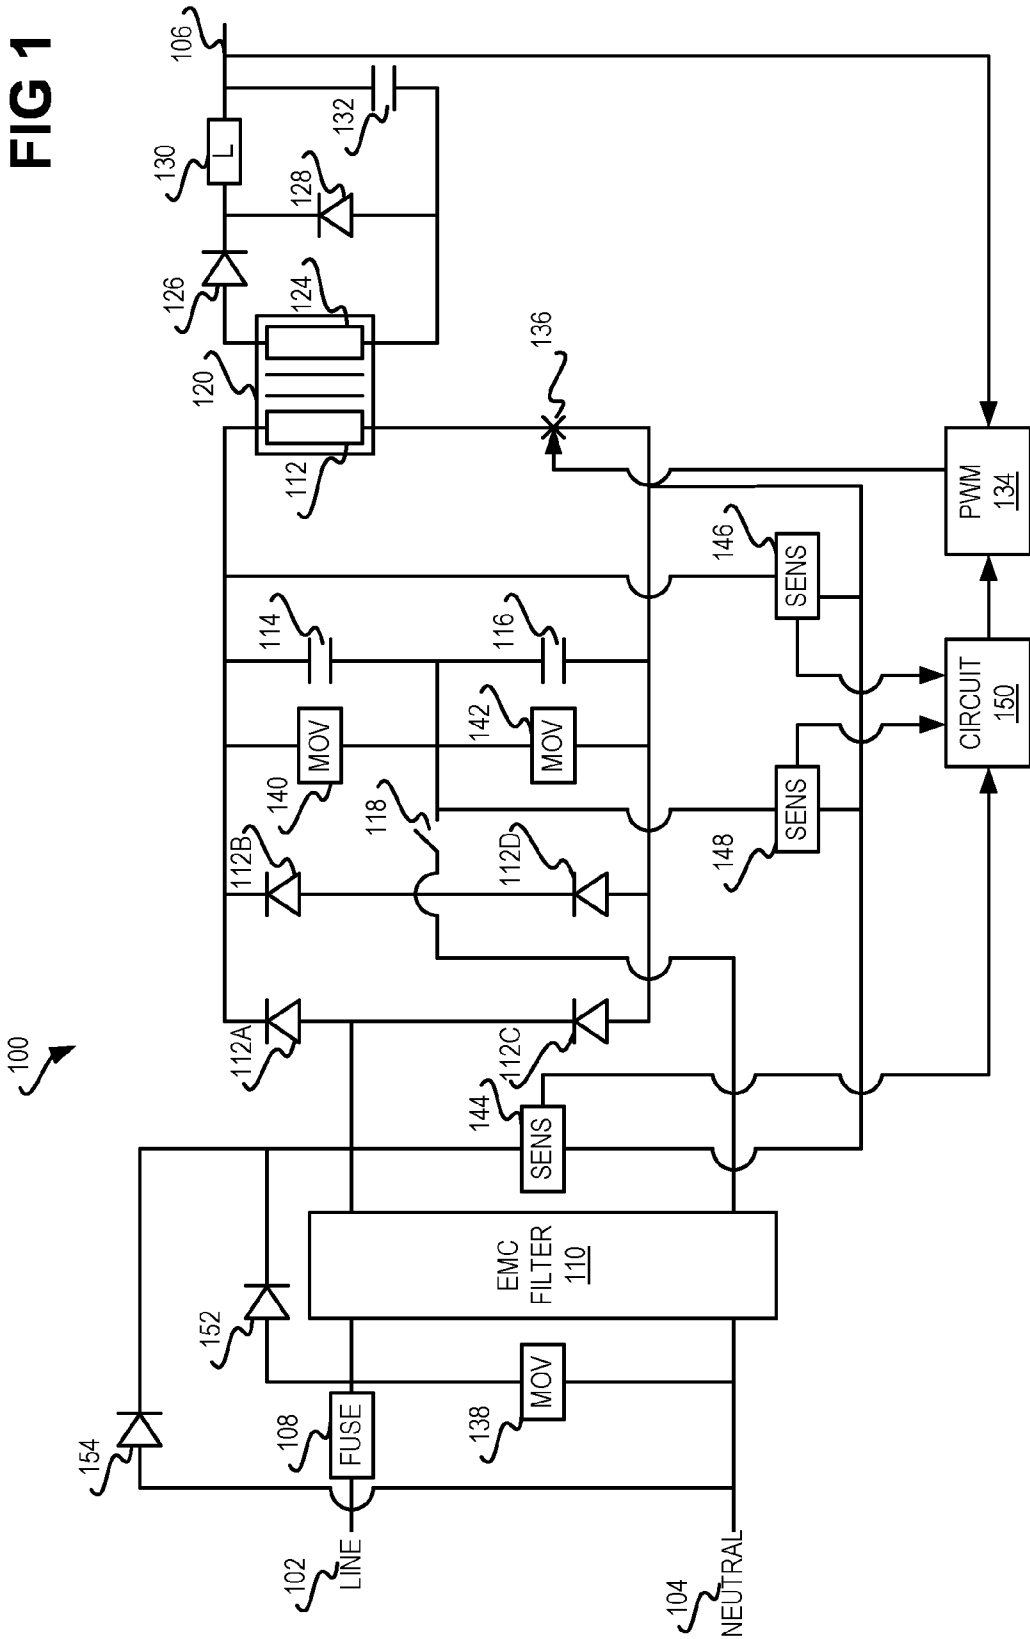 FIG 1
100
106
130
L
132
128
126
124
120
112
136
114
116
146
SENS
PWM
134
MOV
140
142
MOV
118
148
SENS
CIRCUIT
150
112B
112D
112A
112C
144
SENS
EMC
FILTER
110
152
154
108
FUSE
138
MOV
102
LINE
104
NEUTRAL